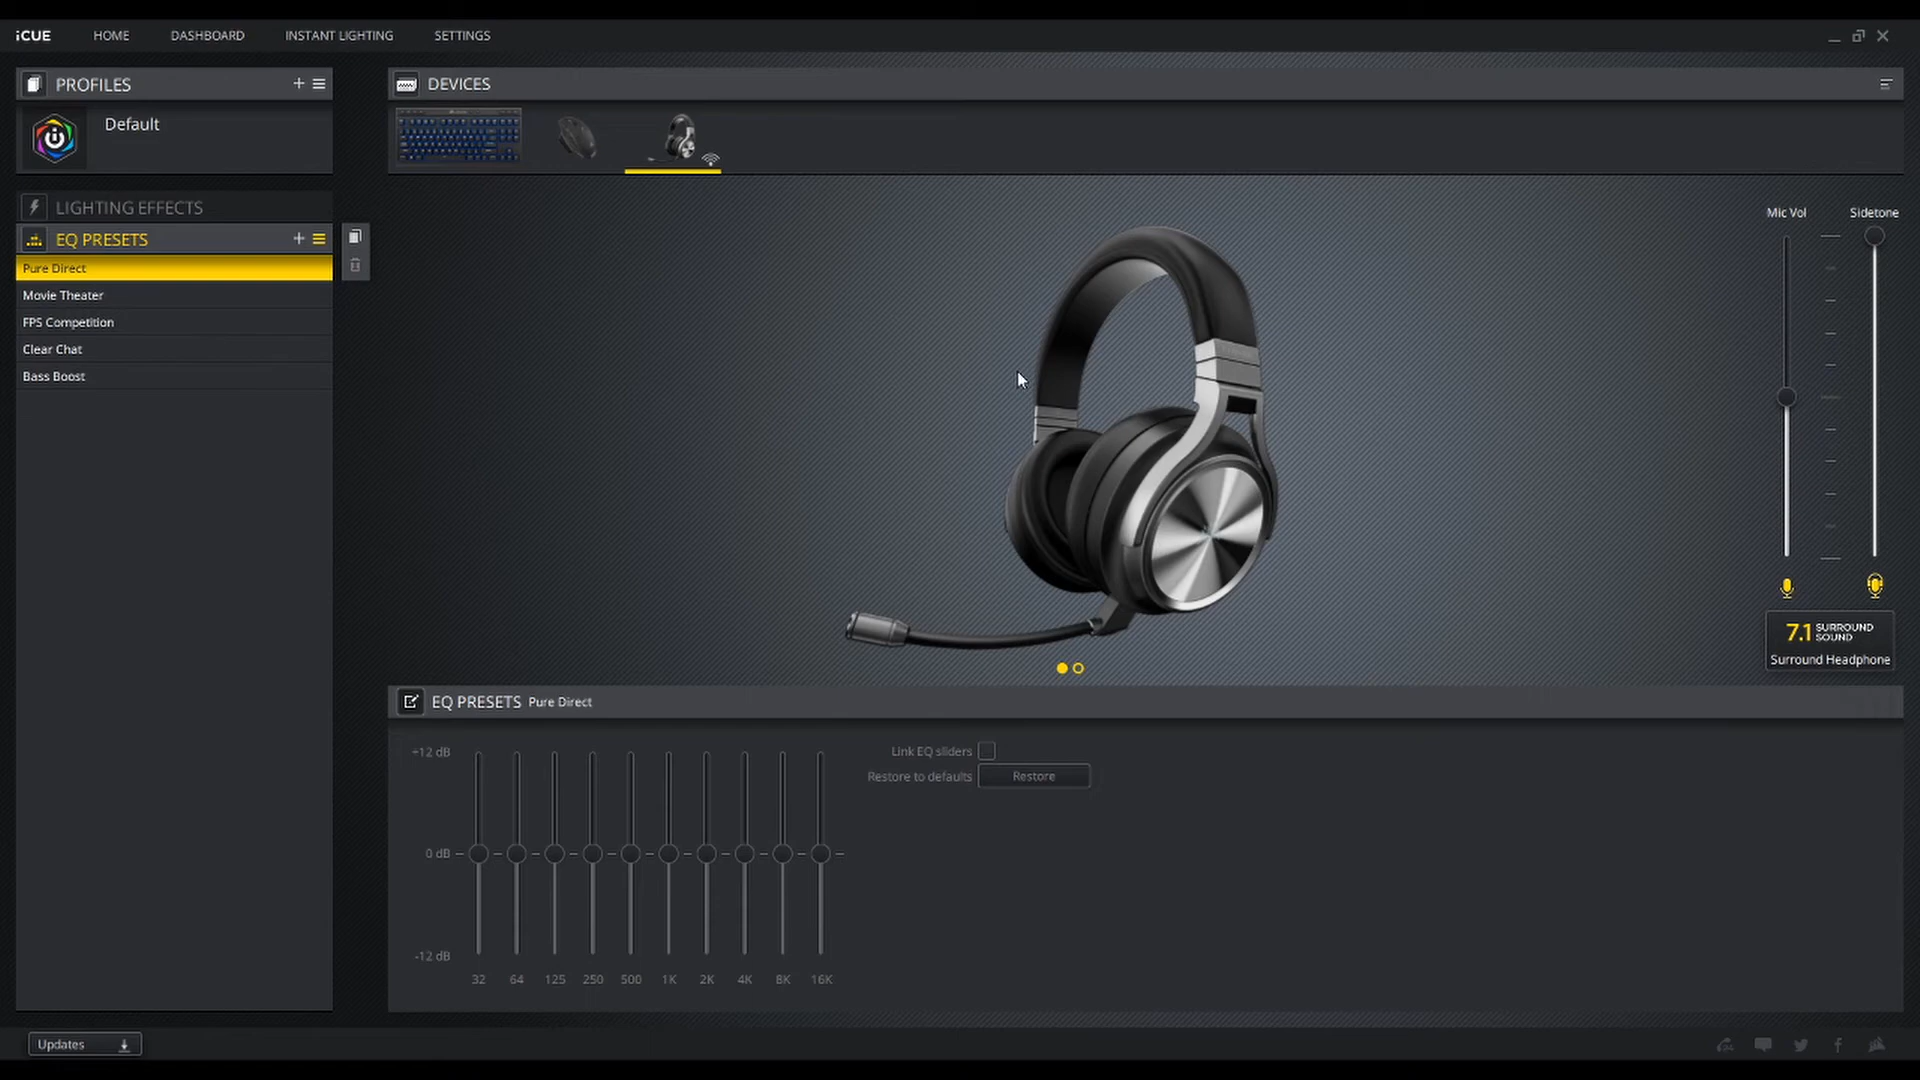 iCUE HOME DASHBOARD INSTANT LIGHTING SETTINGS
PROFILES
Default
LIGHTING EFFECTS
EQ PRESETS
Pure Direct
Movie Theater
FPS Competition
Clear Chat
Bass Boost
DEVICES
Mic Vol Sidetone
7.1 SURROUND SOUND
Surround Headphone
EQ PRESETS Pure Direct
+12 dB
0 dB
-12 dB
32 64 125 250 500 1K 2K 4K 8K 16K
Link EQ sliders
Restore to defaults Restore
Updates
24